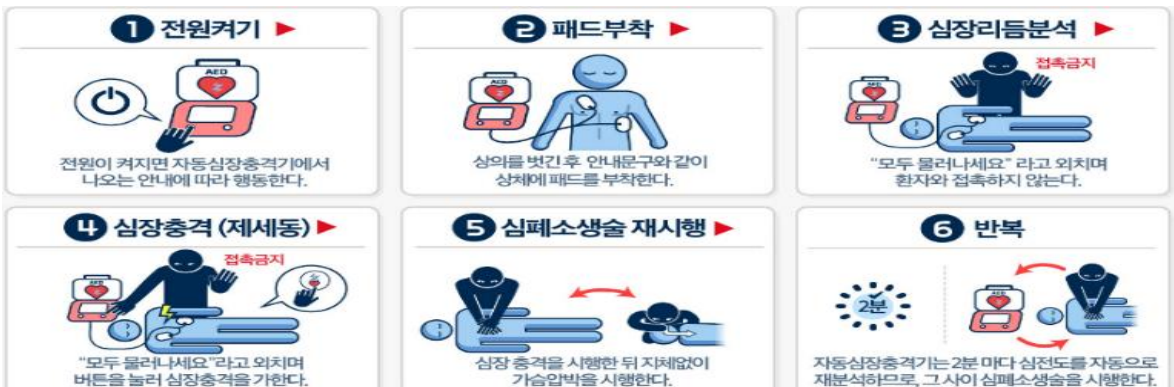 1 전원켜기
AED
전원이 켜지면 자동심장충격기에서
나오는 안내에 따라 행동한다.
2 패드부착
AED
상의를 벗긴 후 안내문구와 같이
상체에 패드를 부착한다.
3 심장리듬분석
접촉금지
AED
"모두 물러나세요" 라고 외치며
환자와 접촉하지 않는다.
4 심장충격 (제세동)
접촉금지
AED
"모두 물러나세요"라고 외치며
버튼을 눌러 심장충격을 가한다.
5 심폐소생술 재시행
심장 충격을 시행한 뒤 지체없이
가슴압박을 시행한다.
6 반복
2분
AED
자동심장충격기는 2분 마다 심전도를 자동으로
재분석하므로, 그 사이 심폐소생술을 시행한다.